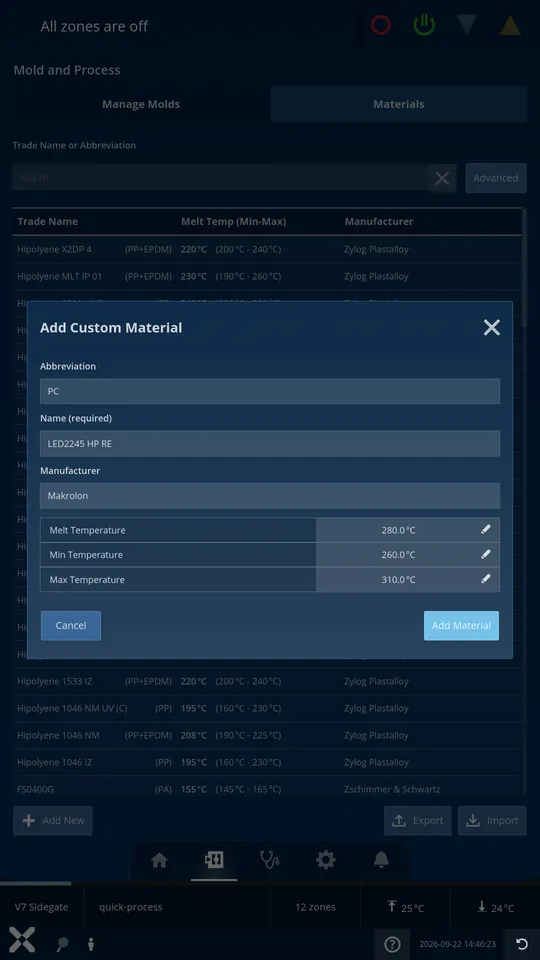 All zones are off
Mold and Process
Manage Molds Materials
Trade Name or Abbreviation
Search
Advanced
Trade Name Melt Temp (Min-Max) Manufacturer
Hipolyene X2DP 4 (PP+EPDM) 220°C (200°C - 240°C) Zylog Plastalloy
Hipolyene MLT IP 01 (PP+EPDM) 230°C (190°C - 260°C) Zylog Plastalloy
Add Custom Material
Abbreviation
PC
Name (required)
LED2245 HP RE
Manufacturer
Makrolon
Melt Temperature 280.0°C
Min Temperature 260.0°C
Max Temperature 310.0°C
Cancel Add Material
Hipolyene 1533 IZ (PP+EPDM) 220°C (200°C - 240°C) Zylog Plastalloy
Hipolyene 1046 NM UV (C) (PP) 195°C (160°C - 230°C) Zylog Plastalloy
Hipolyene 1046 NM (PP+EPDM) 208°C (190°C - 225°C) Zylog Plastalloy
Hipolyene 1046 IZ (PP) 195°C (160°C - 230°C) Zylog Plastalloy
FS0400G (PA) 155°C (145°C - 165°C) Zschimmer & Schwartz
Add New Export Import
V7 Sidegate quick-process 12 zones 25°C 24°C
? 2026-09-22 14:46:23